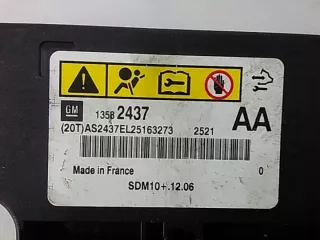 GM 1358 2437 AA
(20T)AS2437EL25163273 2521
Made in France 0
SDM10+.12.06